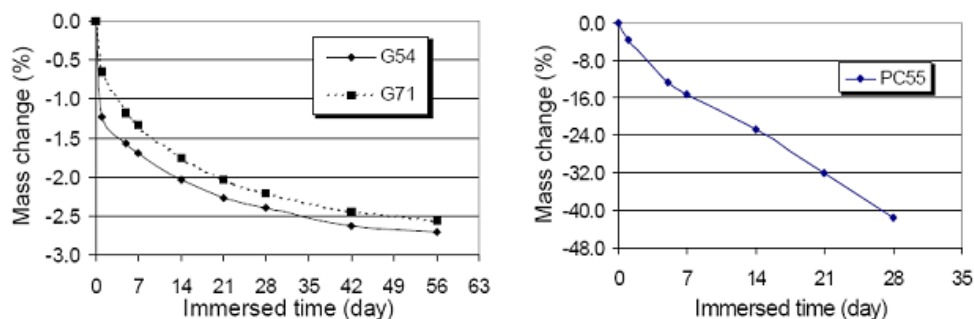 0.0
-0.5
-1.0
-1.5
-2.0
-2.5
-3.0
Mass change (%)
G54
G71
0 7 14 21 28 35 42 49 56 63
Immersed time (day)
0.0
-8.0
-16.0
-24.0
-32.0
-40.0
-48.0
Mass change (%)
PC55
0 7 14 21 28 35
Immersed time (day)